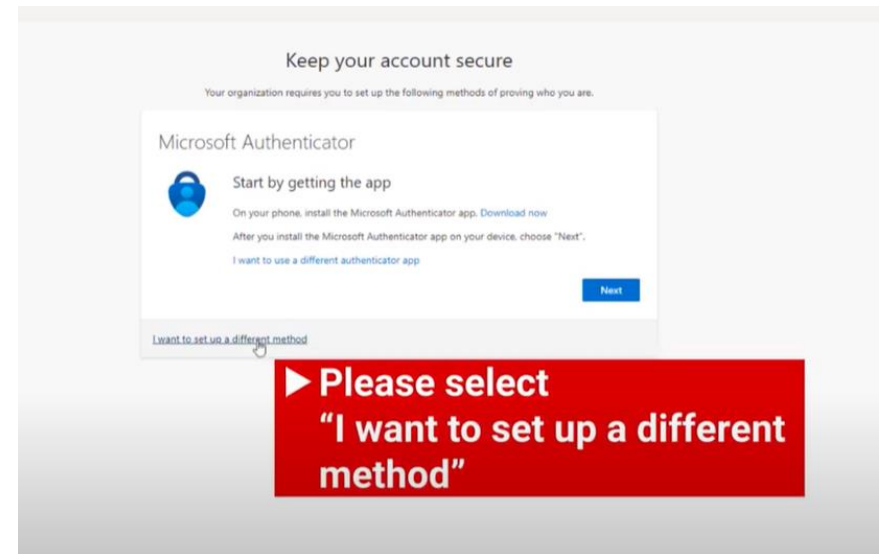 Keep your account secure
Your organization requires you to set up the following methods of proving who you are.
Microsoft Authenticator
Start by getting the app
On your phone, install the Microsoft Authenticator app. Download now
After you install the Microsoft Authenticator app on your device, choose "Next".
I want to use a different authenticator app
Next
I want to set up a different method
Please select
“I want to set up a different
method”